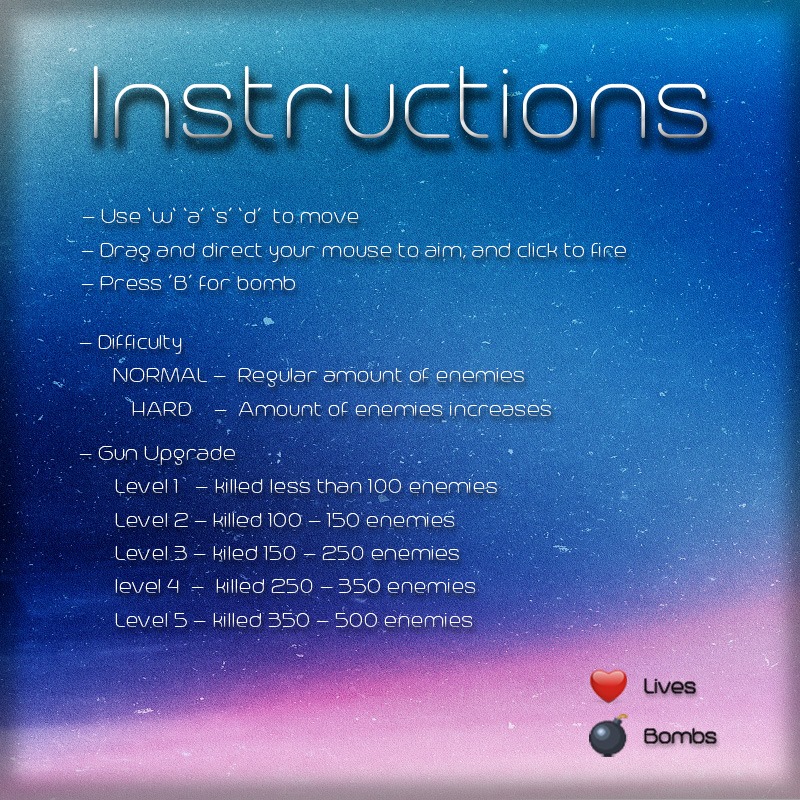 Instructions
– Use ‘w‘ ‘a’ ‘s’ ‘d’ to move
– Drag and direct your mouse to aim, and click to fire
– Press ‘B’ for bomb
– Difficulty
NORMAL – Regular amount of enemies
HARD – Amount of enemies increases
– Gun Upgrade
Level 1 – killed less than 100 enemies
Level 2 – killed 100 – 150 enemies
Level 3 – kiled 150 – 250 enemies
level 4 – killed 250 – 350 enemies
Level 5 – killed 350 – 500 enemies
Lives
Bombs